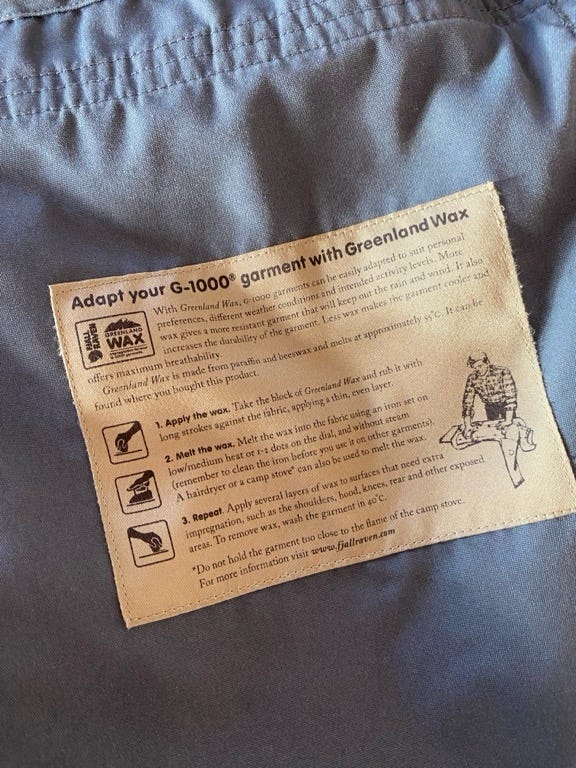 Adapt your G-1000® garment with Greenland Wax
FJÄLL
RÄVEN
GREENLAND
WAX
With Greenland Wax, G-1000 garments can be easily adapted to suit personal
preferences, different weather conditions and intended activity levels. More
wax gives a more resistant garment that will keep out the rain and wind. It also
increases the durability of the garment. Less wax makes the garment cooler and
offers maximum breathability.
Greenland Wax is made from paraffin and beeswax and melts at approximately 55°C. It can be
found where you bought this product.
1. Apply the wax. Take the block of Greenland Wax and rub it with
long strokes against the fabric, applying a thin, even layer.
2. Melt the wax. Melt the wax into the fabric using an iron set on
low/medium heat or 1-2 dots on the dial, and without steam
(remember to clean the iron before you use it on other garments).
A hairdryer or a camp stove* can also be used to melt the wax.
3. Repeat. Apply several layers of wax to surfaces that need extra
impregnation, such as the shoulders, hood, knees, rear and other exposed
areas. To remove wax, wash the garment in 40°C.
*Do not hold the garment too close to the flame of the camp stove.
For more information visit www.fjallraven.com